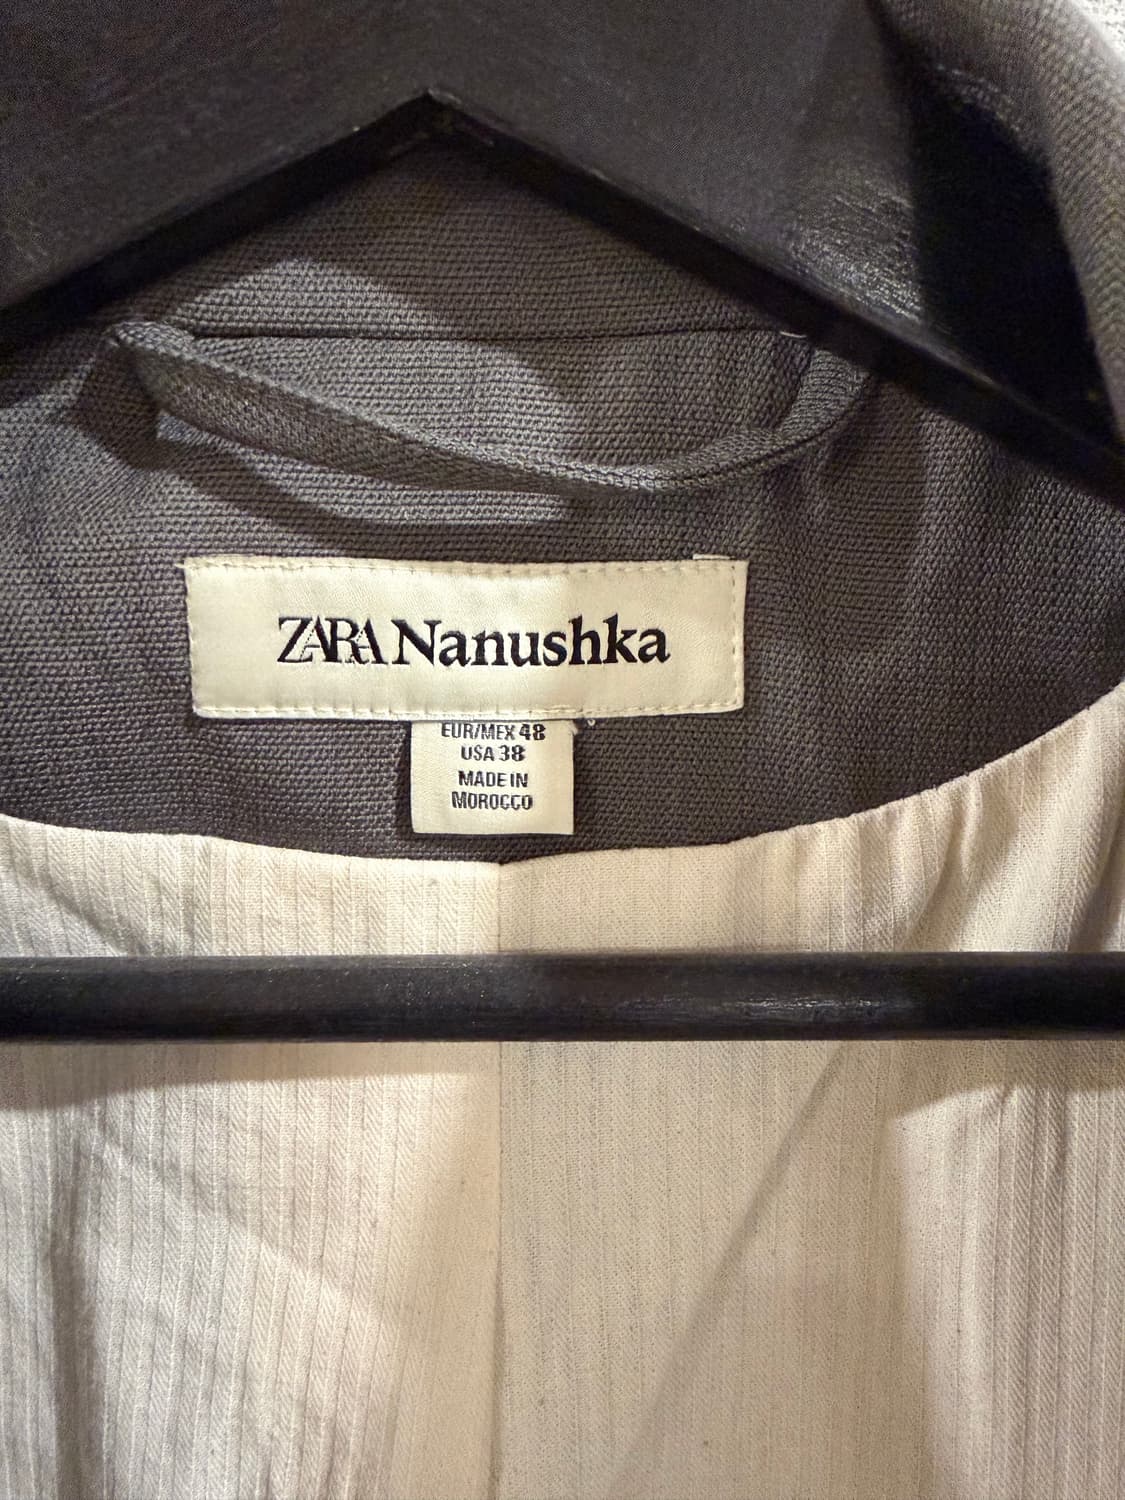 ZARA Nanushka
EUR/MEX 48
USA 38
MADE IN
MOROCCO